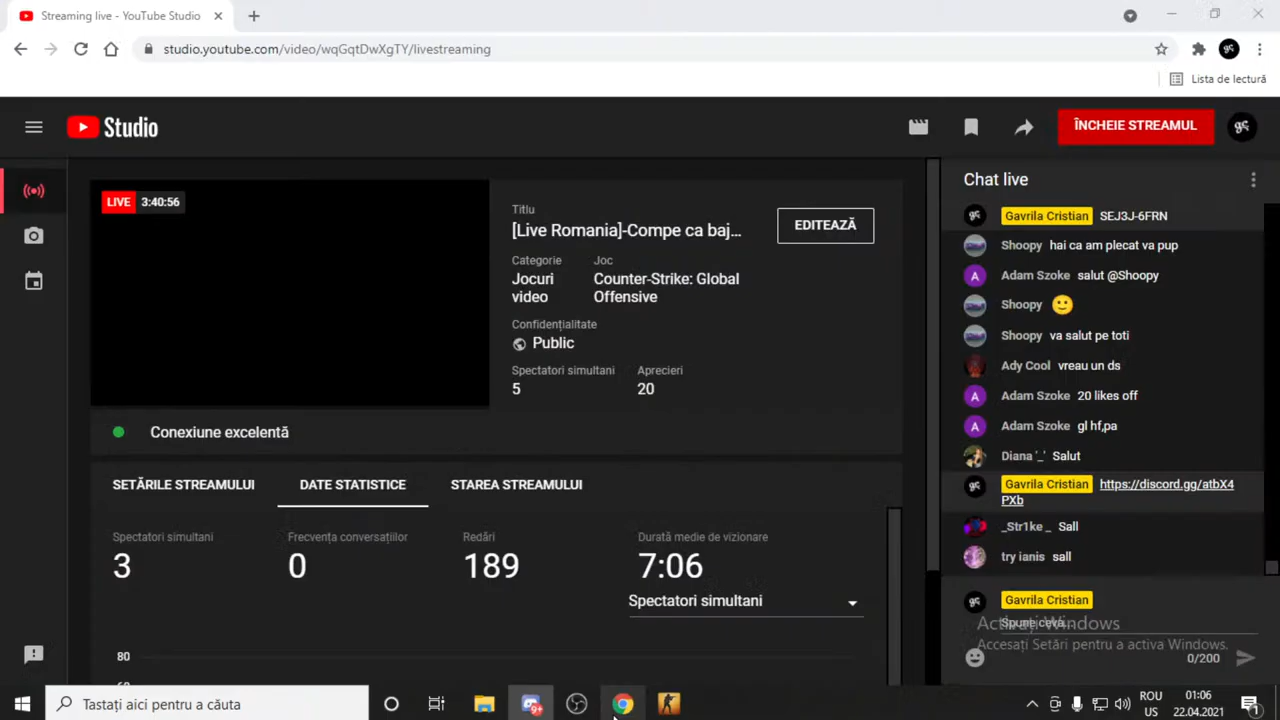 Streaming live - YouTube Studio
studio.youtube.com/video/wqGqtDwXgTY/livestreaming
Lista de lectură
Studio
ÎNCHEIE STREAMUL
gc
LIVE 3:40:56
Titlu
[Live Romania]-Compe ca baj...
EDITEAZĂ
Categorie Joc
Jocuri video
Counter-Strike: Global Offensive
Confidențialitate
Public
Spectatori simultani Aprecieri
5 20
Conexiune excelentă
SETĂRILE STREAMULUI DATE STATISTICE STAREA STREAMULUI
Spectatori simultani Frecvența conversațiilor Redări Durată medie de vizionare
3 0 189 7:06
Spectatori simultani
80
Chat live
Gavrila Cristian SEJ3J-6FRN
Shoopy hai ca am plecat va pup
Adam Szoke salut @Shoopy
Shoopy
Shoopy va salut pe toti
Ady Cool vreau un ds
Adam Szoke 20 likes off
Adam Szoke gl hf,pa
Diana '_' Salut
Gavrila Cristian https://discord.gg/atbX4
PXb
_Str1ke _ Sall
try ianis sall
Gavrila Cristian
Spune ceva...
Activați Windows
Accesați Setări pentru a activa Windows.
0/200
Tastați aici pentru a căuta
9+
ROU
US
01:06
22.04.2021
1